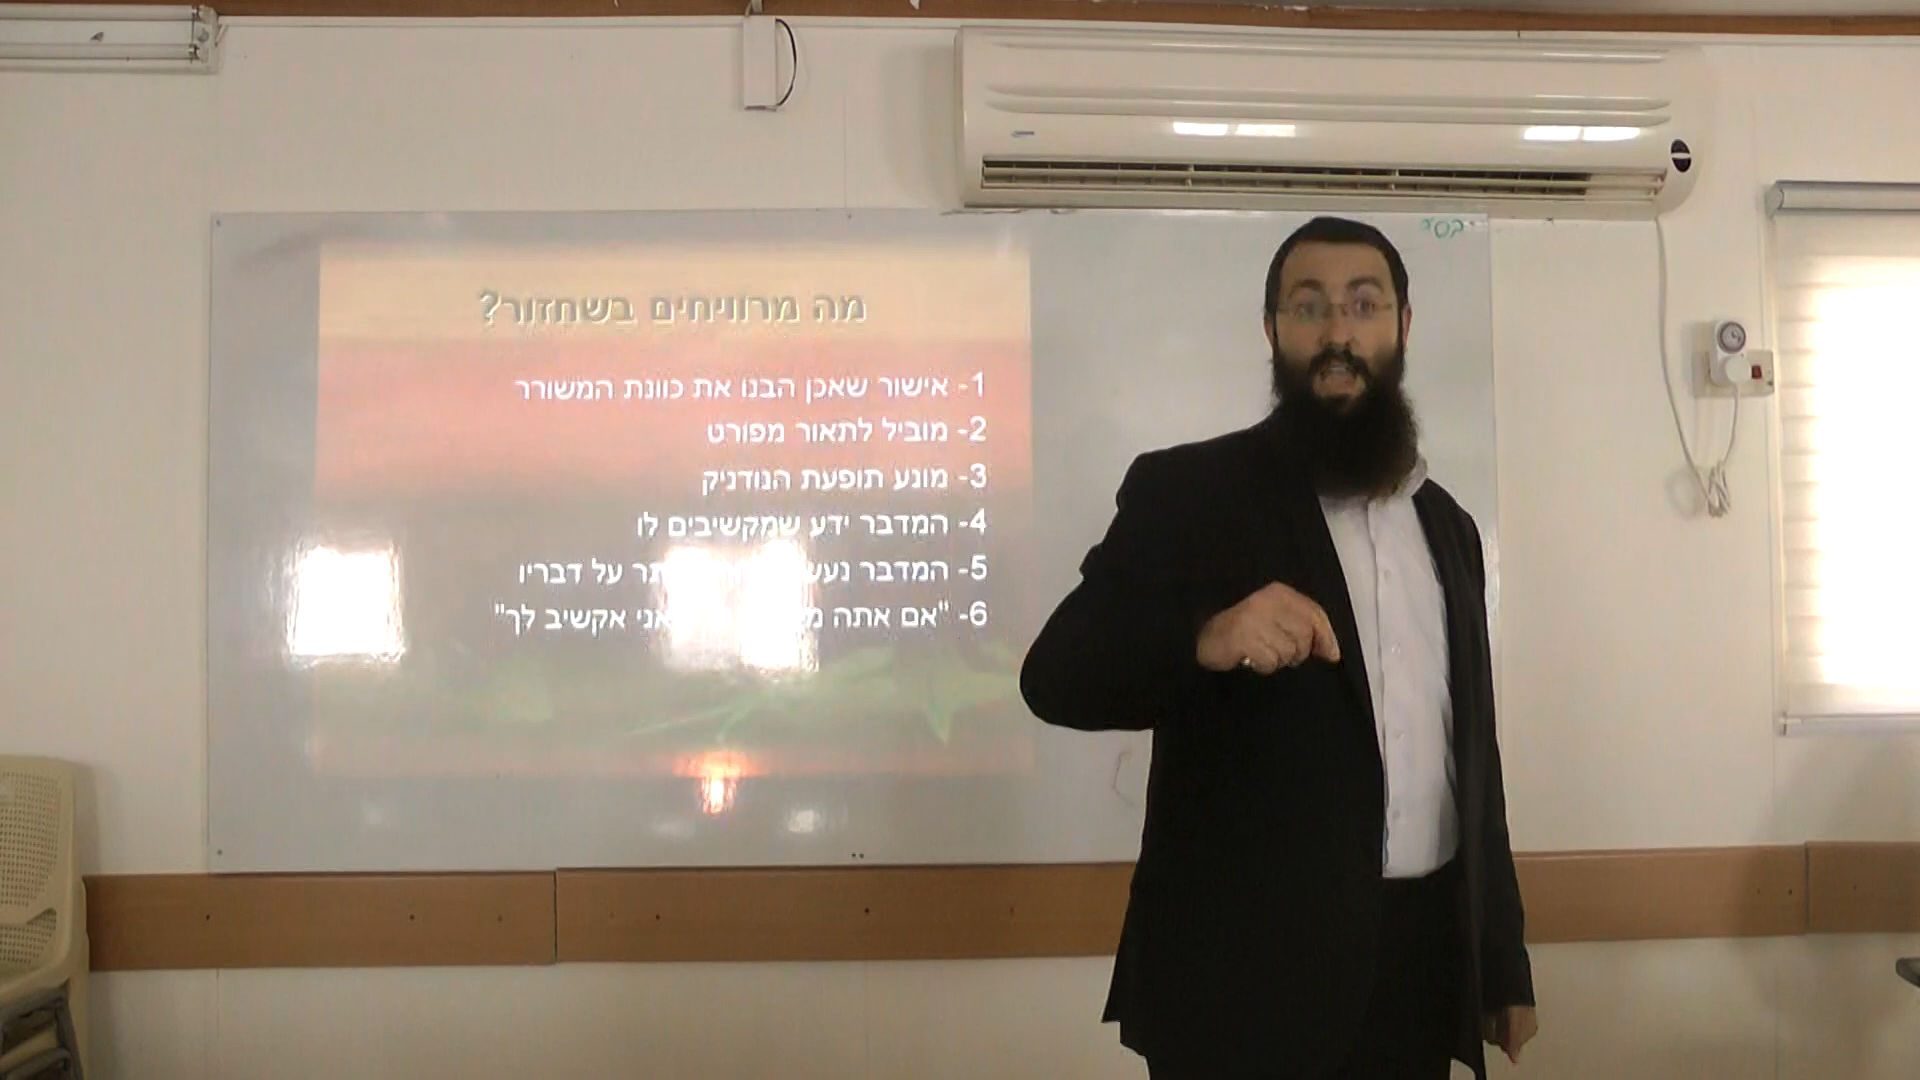 בס"ד
מה מרוויחים בשחזור?
1- אישור שאכן הבנו את כוונת המשורר
2- מוביל לתאור מפורט
3- מונע תופעת הנודניק
4- המדבר ידע שמקשיבים לו
5- המדבר על דבריו
6- "אם אתה אני אקשיב לך"